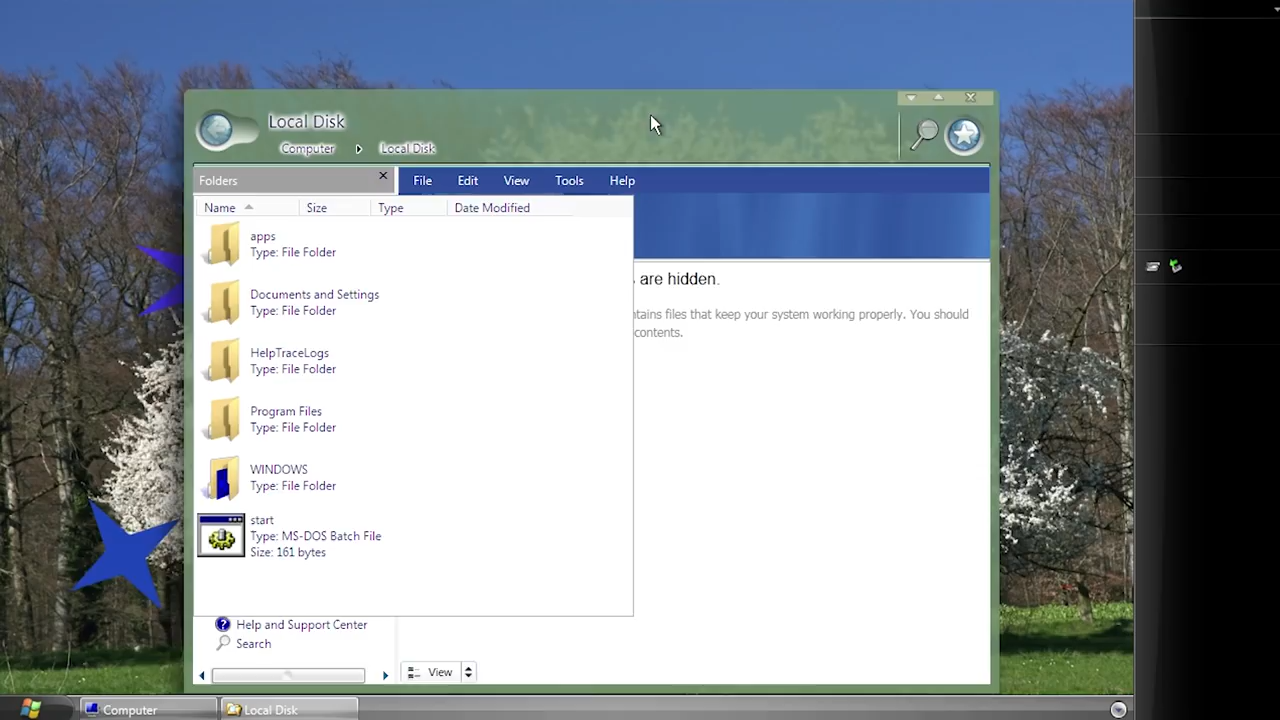 Local Disk
Computer Local Disk
Folders
File Edit View Tools Help
Name Size Type Date Modified
apps
Type: File Folder
Documents and Settings
Type: File Folder
are hidden.
ntains files that keep your system working properly. You should
contents.
HelpTraceLogs
Type: File Folder
Program Files
Type: File Folder
WINDOWS
Type: File Folder
start
Type: MS-DOS Batch File
Size: 161 bytes
Help and Support Center
Search
View
Computer Local Disk